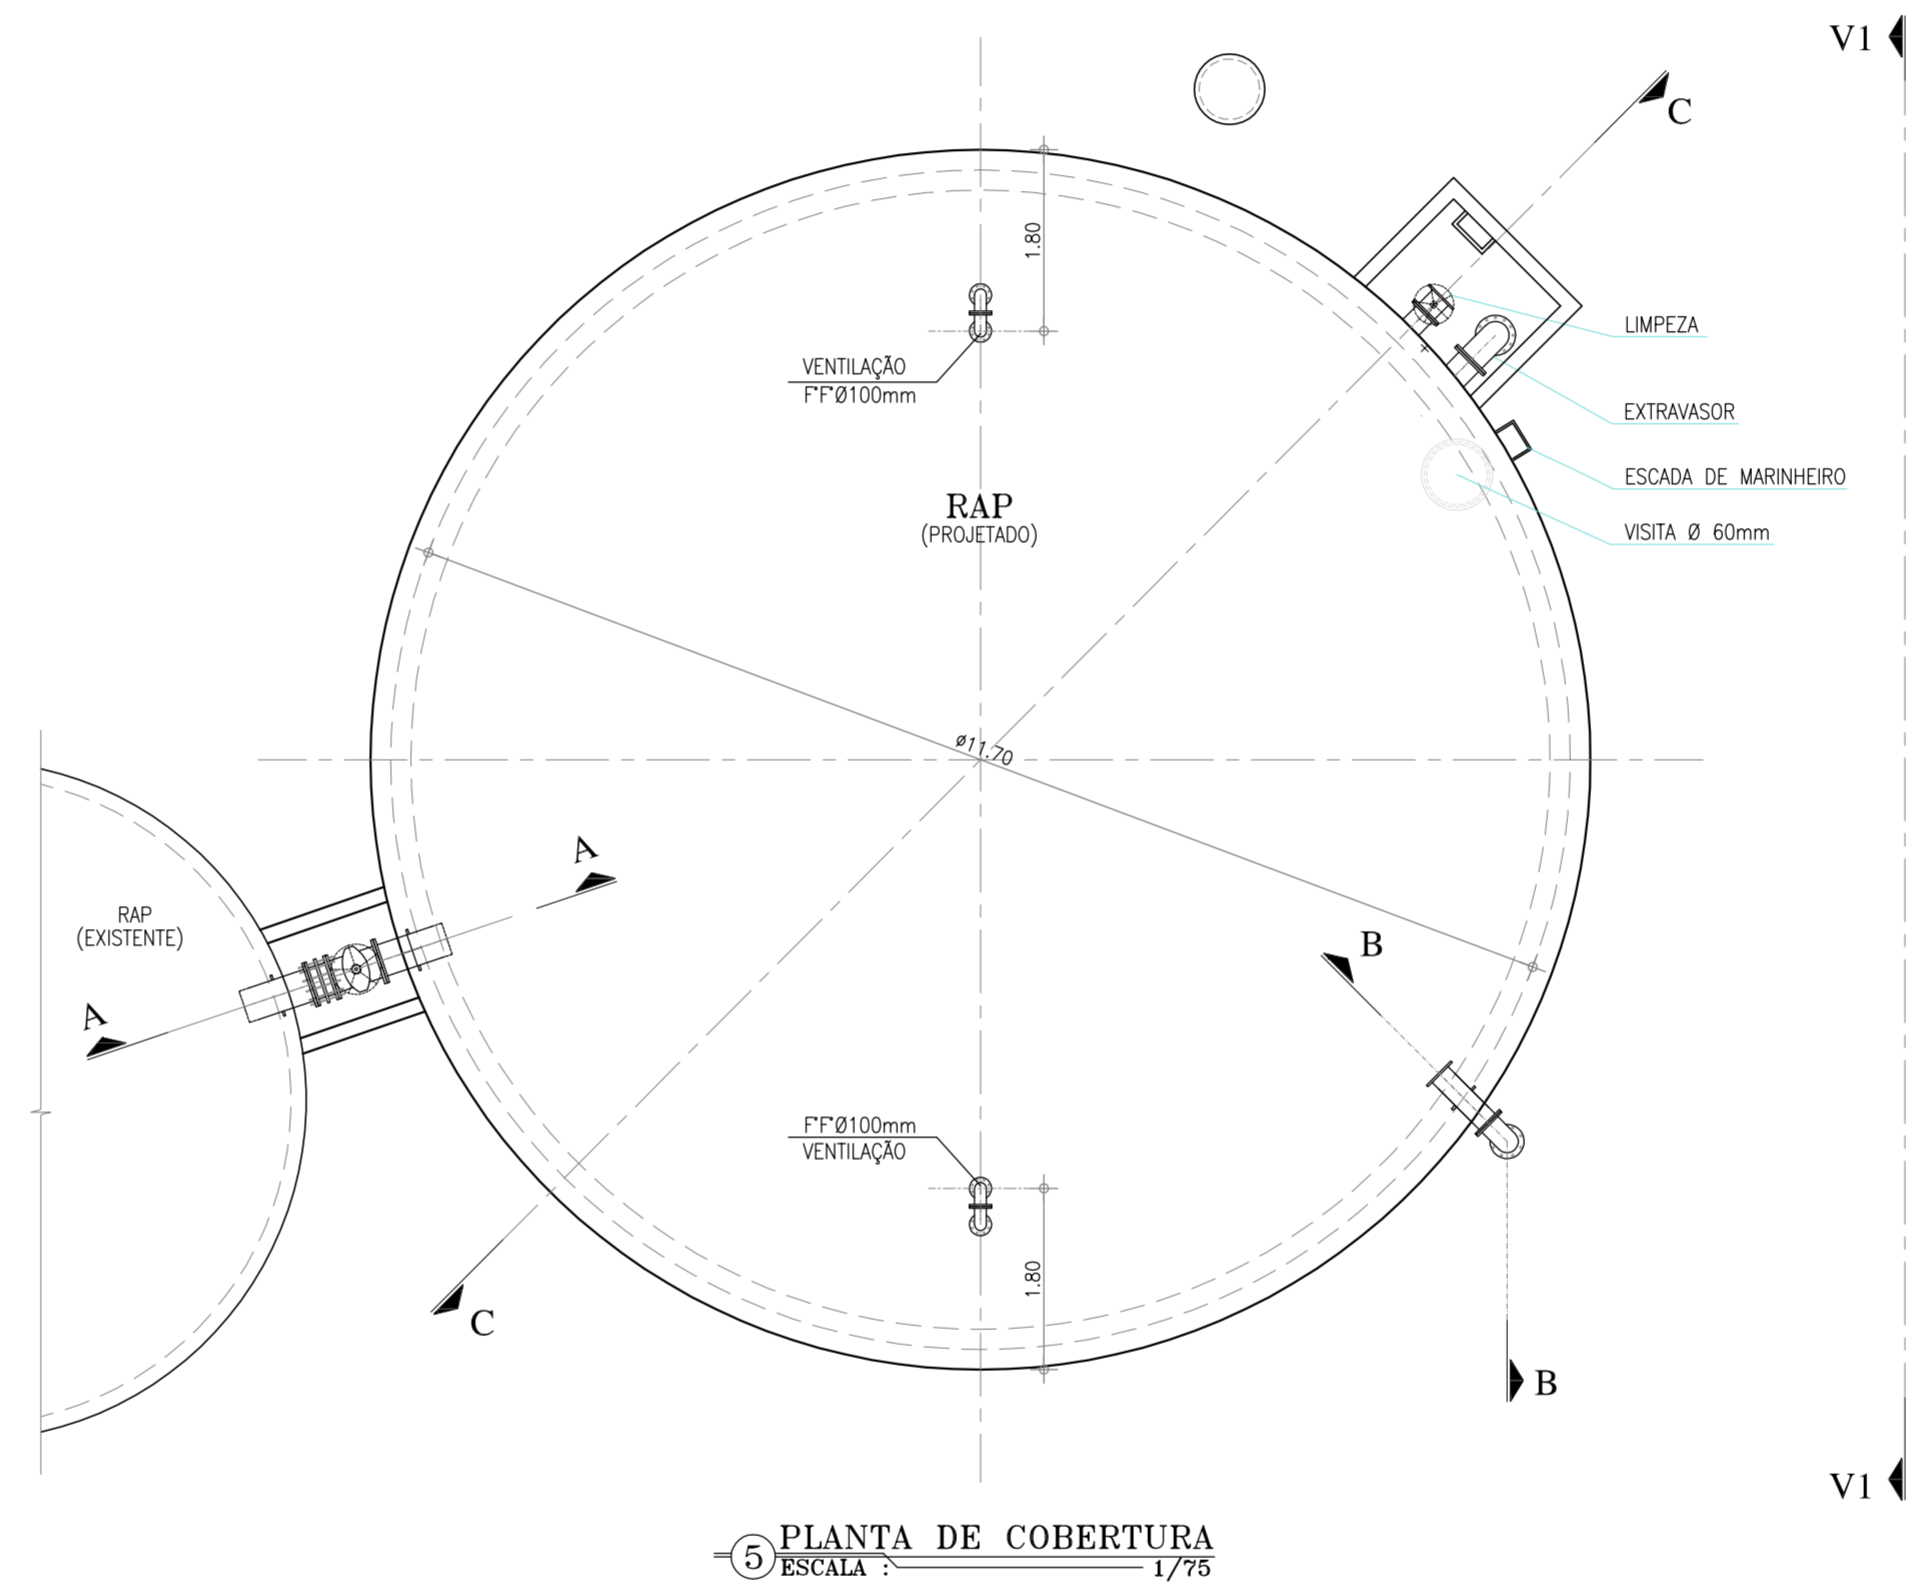 V1
C
1.80
LIMPEZA
VENTILAÇÃO
F°F°Ø100mm
EXTRAVASOR
ESCADA DE MARINHEIRO
RAP
(PROJETADO)
VISITA Ø 60mm
ø11.70
A
RAP
(EXISTENTE)
B
A
F°F°Ø100mm
VENTILAÇÃO
1.80
C
B
V1
5 PLANTA DE COBERTURA
ESCALA : 1/75